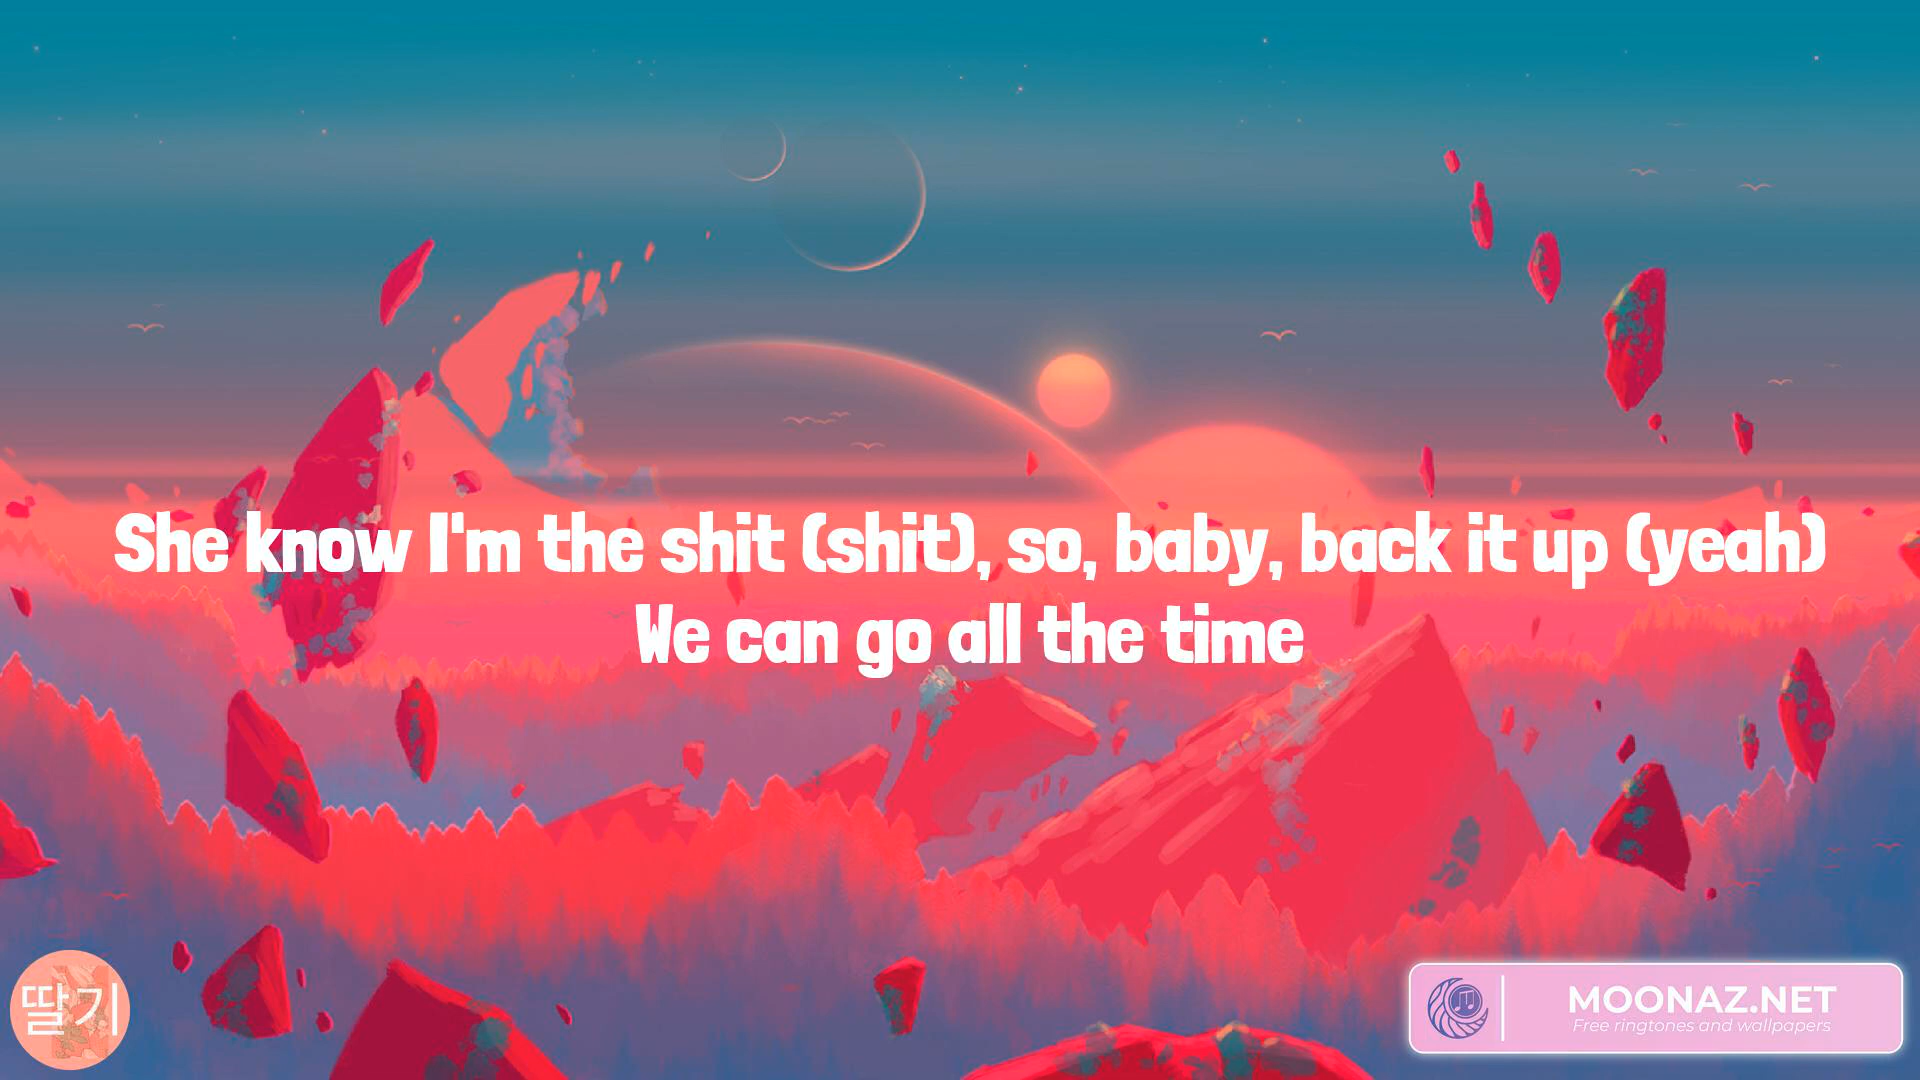 She know I'm the shit (shit), so, baby, back it up (yeah)
We can go all the time
딸기
MOONAZ.NET
Free ringtones and wallpapers